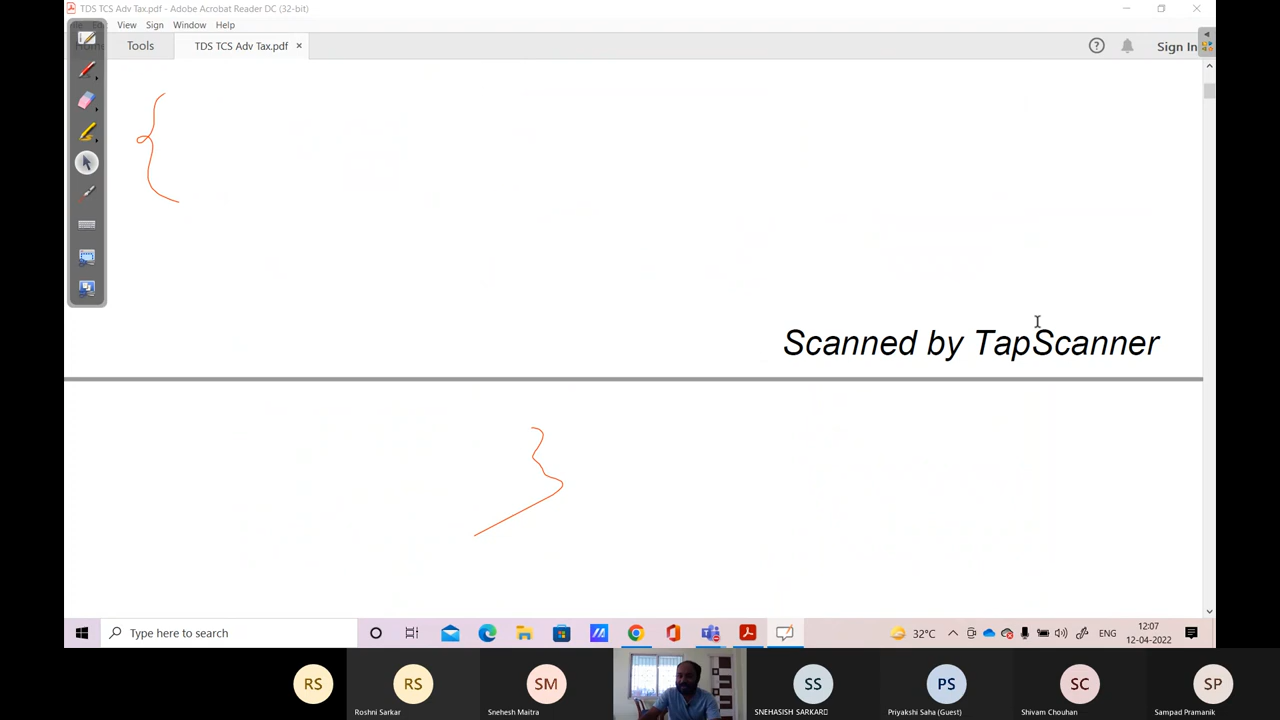 TDS TCS Adv Tax.pdf - Adobe Acrobat Reader DC (32-bit)
View Sign Window Help
Tools
TDS TCS Adv Tax.pdf
Sign In
Scanned by TapScanner
Type here to search
32°C
ENG
12:07
12-04-2022
RS
RS
Roshni Sarkar
SM
Snehesh Maitra
SS
SNEHASISH SARKAR
PS
Priyakshi Saha (Guest)
SC
Shivam Chouhan
SP
Sampad Pramanik